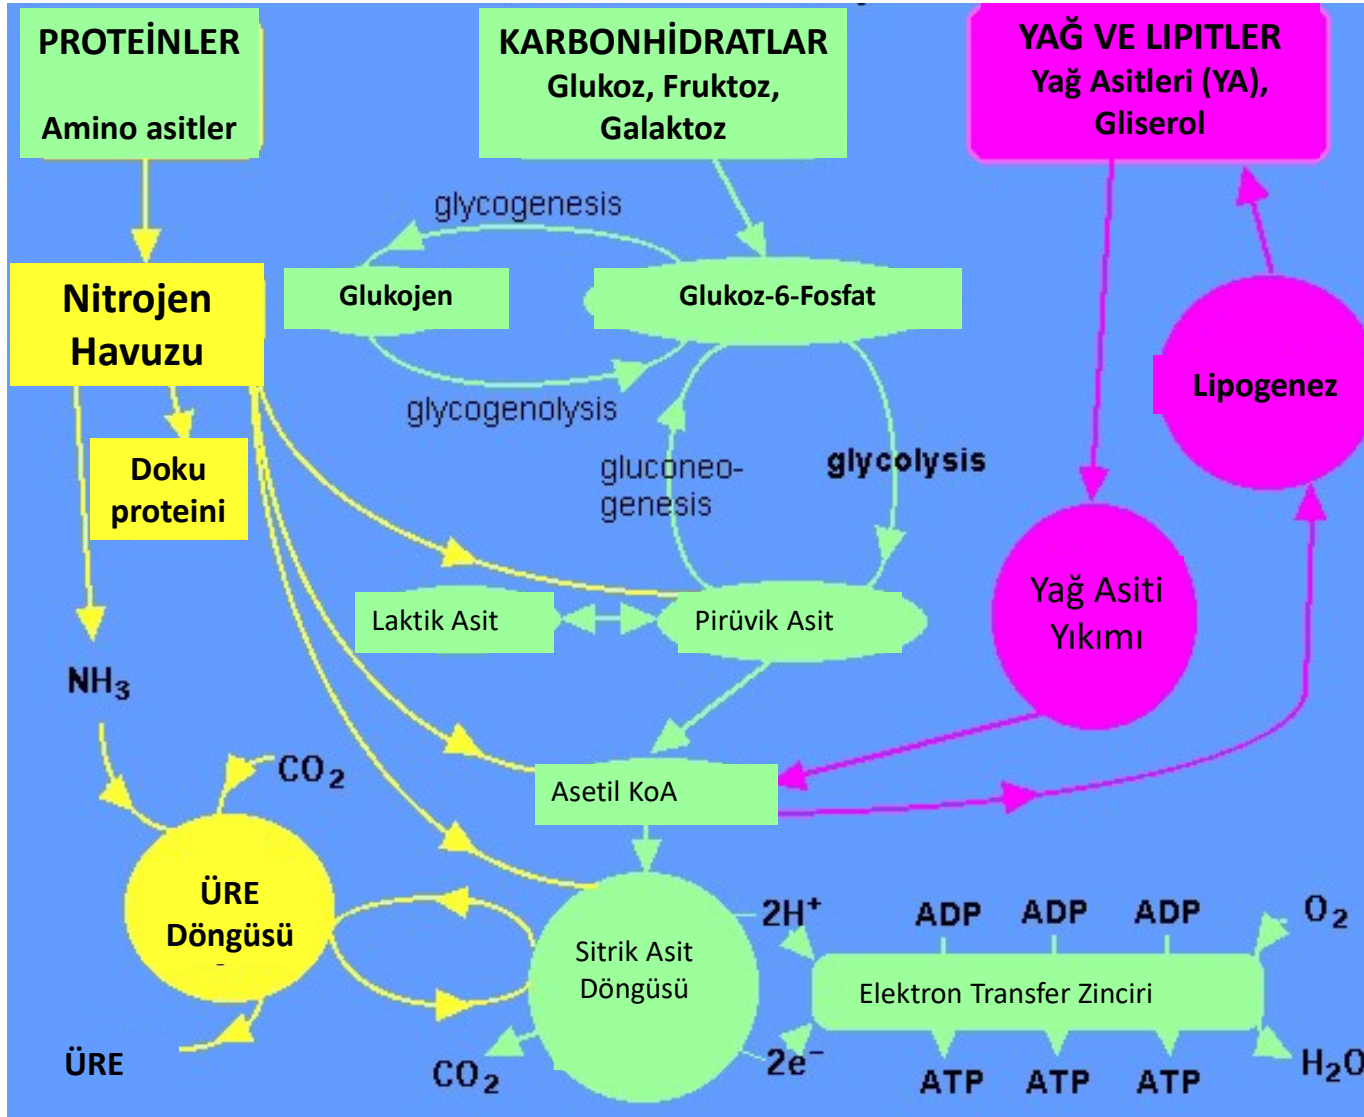 PROTEİNLER
Amino asitler
KARBONHİDRATLAR
Glukoz, Fruktoz,
Galaktoz
YAĞ VE LIPITLER
Yağ Asitleri (YA),
Gliserol
glycogenesis
Nitrojen
Havuzu
Glukojen
Glukoz-6-Fosfat
Lipogenez
glycogenolysis
Doku
proteini
gluconeo-
genesis
glycolysis
Yağ Asiti
Yıkımı
Laktik Asit
Pirüvik Asit
NH₃
CO₂
Asetil KoA
ÜRE
Döngüsü
Sitrik Asit
Döngüsü
2H⁺
ADP ADP ADP
O₂
Elektron Transfer Zinciri
ÜRE
CO₂
2e⁻
ATP ATP ATP
H₂O